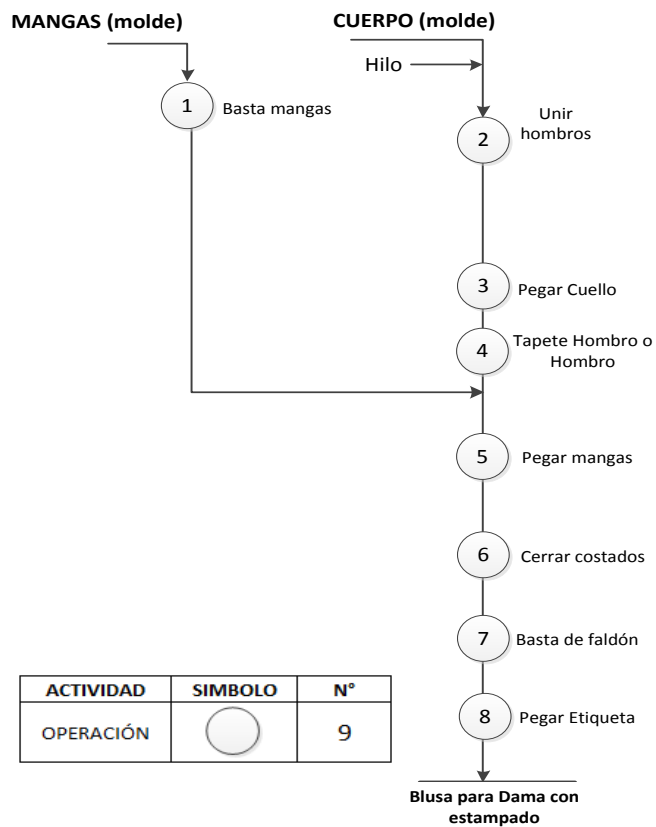 MANGAS (molde)
CUERPO (molde)
Hilo
1
Basta mangas
2
Unir
hombros
3
Pegar Cuello
4
Tapete Hombro o
Hombro
5
Pegar mangas
6
Cerrar costados
7
Basta de faldón
8
Pegar Etiqueta
ACTIVIDAD SIMBOLO N°
OPERACIÓN 9
Blusa para Dama con
estampado